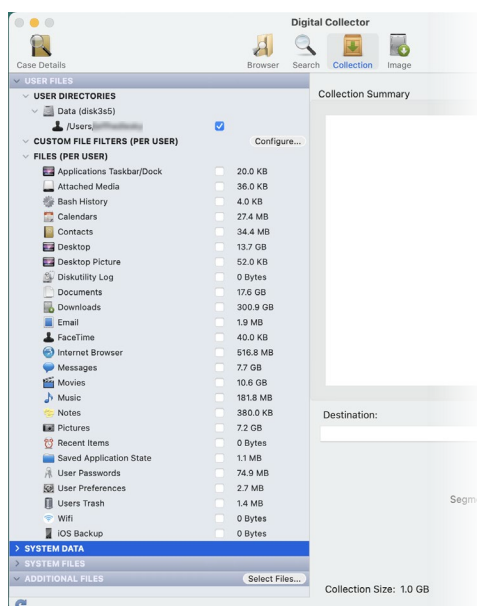 Digital Collector
Case Details
Browser Search Collection Image
USER FILES
USER DIRECTORIES
Data (disk3s5)
/Users/
CUSTOM FILE FILTERS (PER USER) Configure...
FILES (PER USER)
Applications Taskbar/Dock 20.0 KB
Attached Media 36.0 KB
Bash History 4.0 KB
Calendars 27.4 MB
Contacts 34.4 MB
Desktop 13.7 GB
Desktop Picture 52.0 KB
Diskutility Log 0 Bytes
Documents 17.6 GB
Downloads 300.9 GB
Email 1.9 MB
FaceTime 40.0 KB
Internet Browser 516.8 MB
Messages 7.7 GB
Movies 10.6 GB
Music 181.8 MB
Notes 380.0 KB
Pictures 7.2 GB
Recent Items 0 Bytes
Saved Application State 1.1 MB
User Passwords 74.9 MB
User Preferences 2.7 MB
Users Trash 1.4 MB
Wifi 0 Bytes
iOS Backup 0 Bytes
SYSTEM DATA
SYSTEM FILES
ADDITIONAL FILES Select Files...
Collection Summary
Destination:
Segm
Collection Size: 1.0 GB